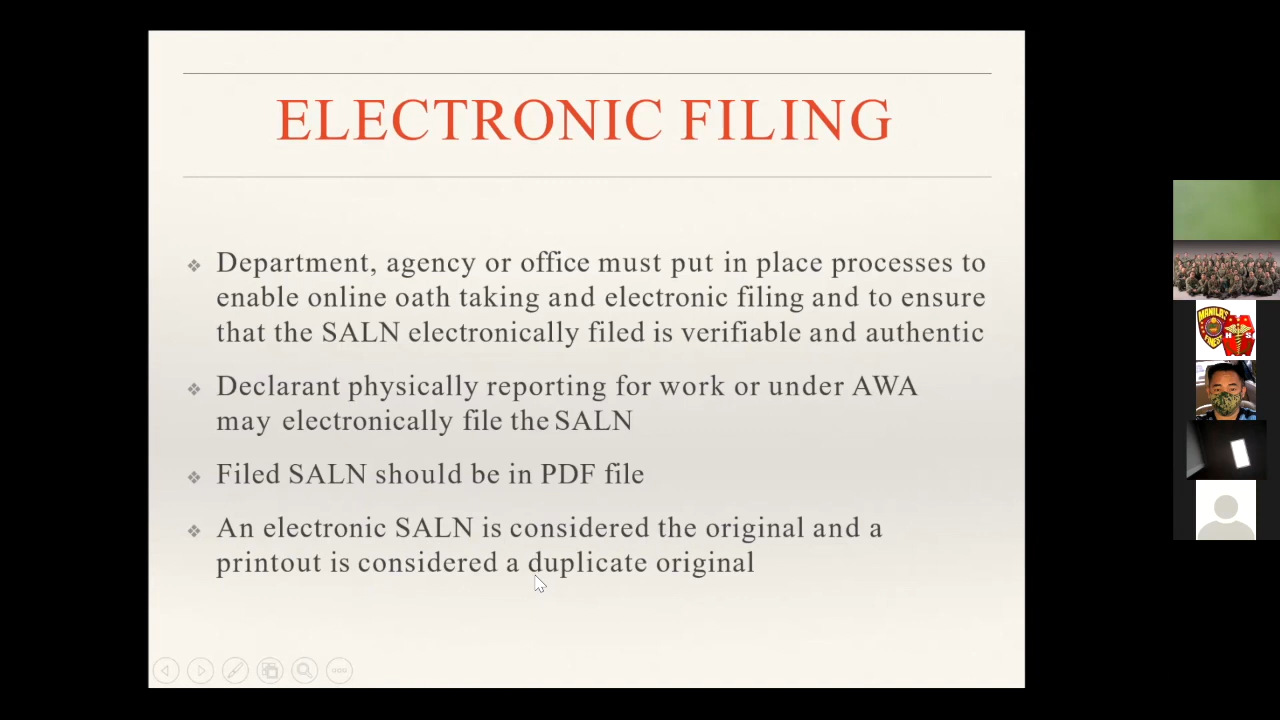 ELECTRONIC FILING
Department, agency or office must put in place processes to
enable online oath taking and electronic filing and to ensure
that the SALN electronically filed is verifiable and authentic
Declarant physically reporting for work or under AWA
may electronically file the SALN
Filed SALN should be in PDF file
An electronic SALN is considered the original and a
printout is considered a duplicate original
MANILA'S
FINEST
H S